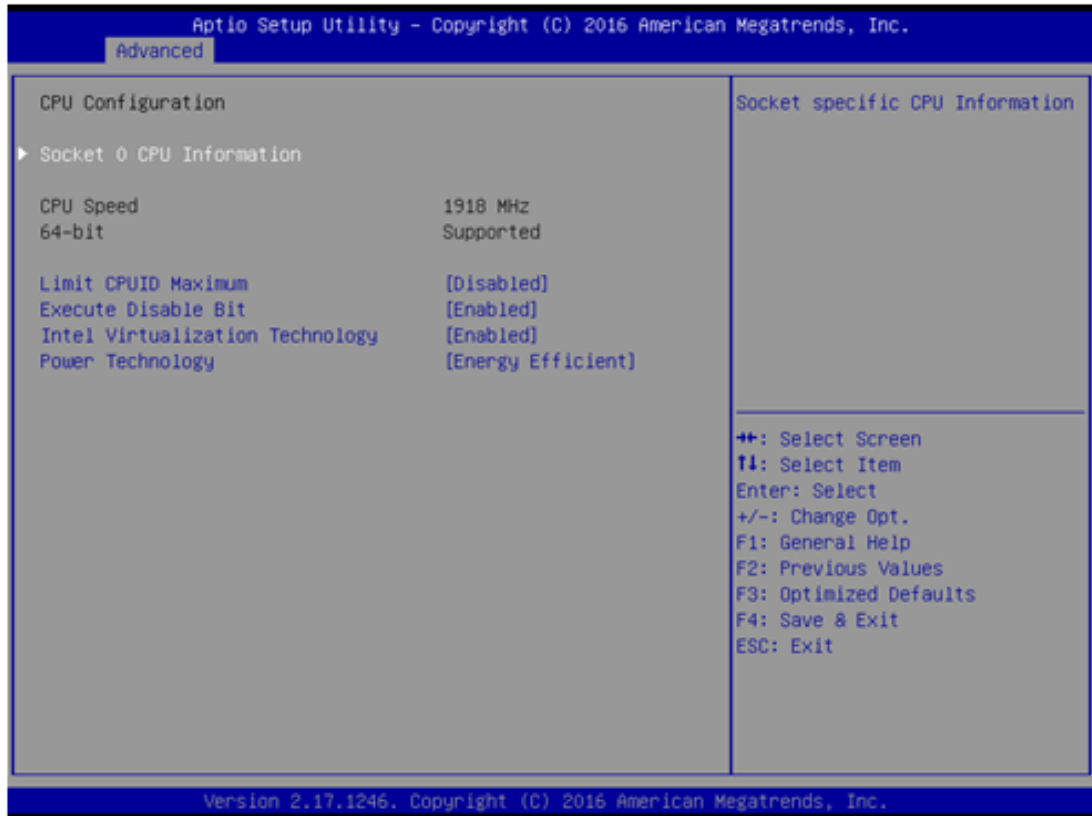 Aptio Setup Utility – Copyright (C) 2016 American Megatrends, Inc.
Advanced
CPU Configuration
Socket 0 CPU Information
CPU Speed 1918 MHz
64-bit Supported
Limit CPUID Maximum [Disabled]
Execute Disable Bit [Enabled]
Intel Virtualization Technology [Enabled]
Power Technology [Energy Efficient]
Socket specific CPU Information
→←: Select Screen
↑↓: Select Item
Enter: Select
+/-: Change Opt.
F1: General Help
F2: Previous Values
F3: Optimized Defaults
F4: Save & Exit
ESC: Exit
Version 2.17.1246. Copyright (C) 2016 American Megatrends, Inc.